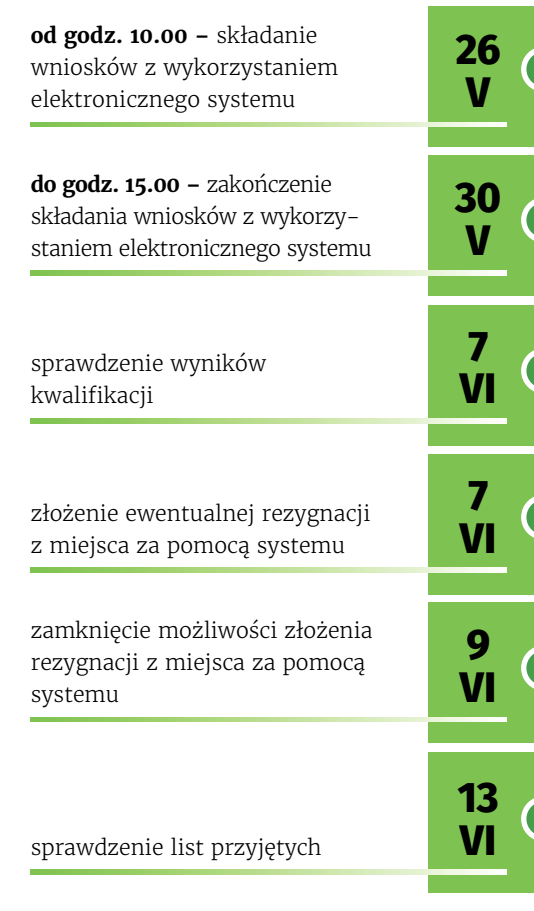 od godz. 10.00 – składanie
wniosków z wykorzystaniem
elektronicznego systemu
26
V
do godz. 15.00 – zakończenie
składania wniosków z wykorzy-
staniem elektronicznego systemu
30
V
sprawdzenie wyników
kwalifikacji
7
VI
złożenie ewentualnej rezygnacji
z miejsca za pomocą systemu
7
VI
zamknięcie możliwości złożenia
rezygnacji z miejsca za pomocą
systemu
9
VI
sprawdzenie list przyjętych
13
VI